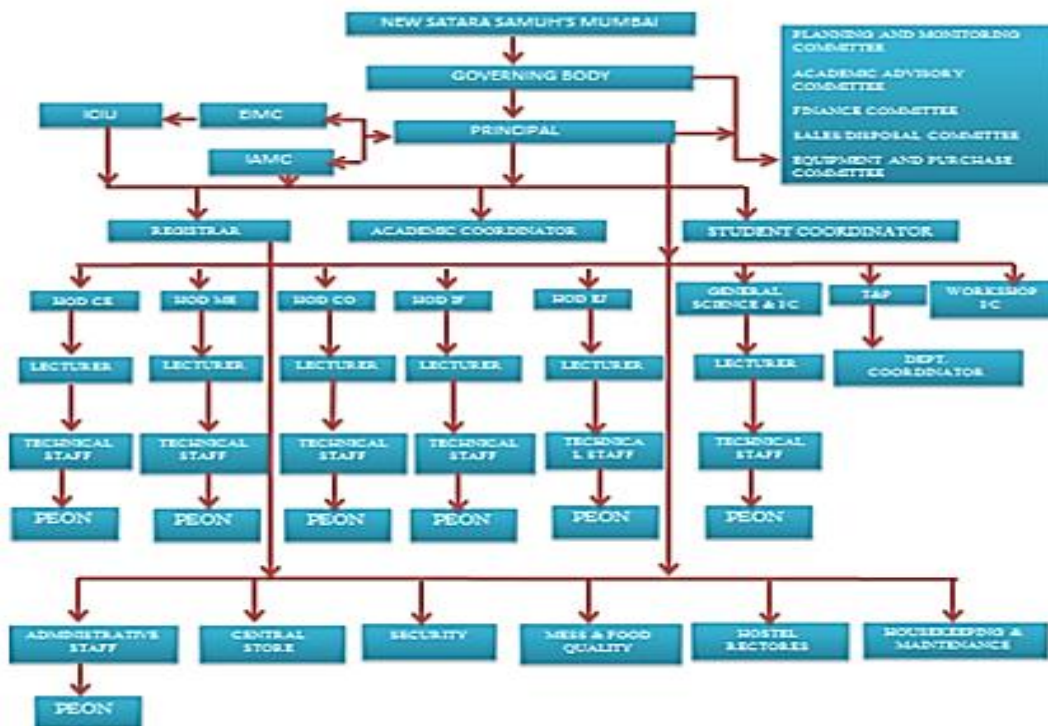 NEW SATARA SAMUH'S MUMBAI
GOVERNING BODY
PLANNING AND MONITORING
COMMITTEE
ACADEMIC ADVISORY
COMMITTEE
FINANCE COMMITTEE
SALES/DISPOSAL COMMITTEE
EQUIPMENT AND PURCHASE
COMMITTEE
ICIU
EIMC
PRINCIPAL
IAMC
REGISTRAR
ACADEMIC COORDINATOR
STUDENT COORDINATOR
HOD CE
HOD ME
HOD CO
HOD IF
HOD EJ
GENERAL
SCIENCE & I/C
T&P
WORKSHOP
I/C
LECTURER
LECTURER
LECTURER
LECTURER
LECTURER
LECTURER
DEPT.
COORDINATOR
TECHNICAL
STAFF
TECHNICAL
STAFF
TECHNICAL
STAFF
TECHNICAL
STAFF
TECHNICA
L STAFF
TECHNICAL
STAFF
PEON
PEON
PEON
PEON
PEON
PEON
ADMINISTRATIVE
STAFF
CENTRAL
STORE
SECURITY
MESS & FOOD
QUALITY
HOSTEL
RECTORES
HOUSEKEEPING &
MAINTENANCE
PEON